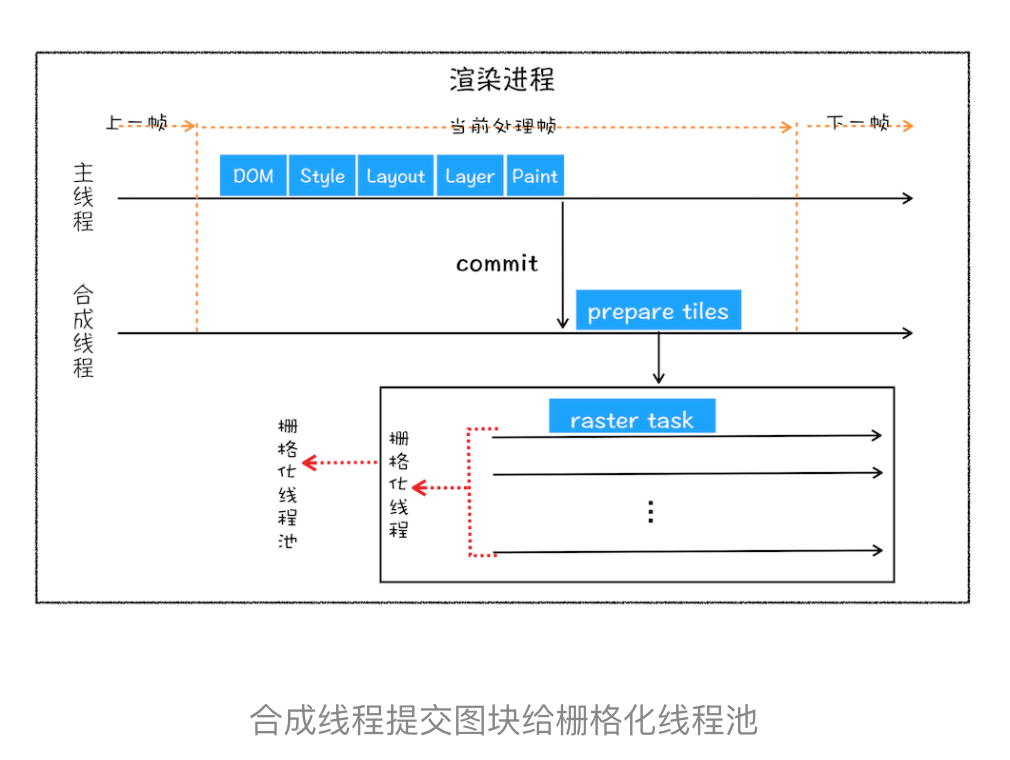 渲染进程
上一帧
当前处理帧
下一帧
主线程
DOM
Style
Layout
Layer
Paint
commit
合成线程
prepare tiles
raster task
栅格化线程池
栅格化线程
合成线程提交图块给栅格化线程池